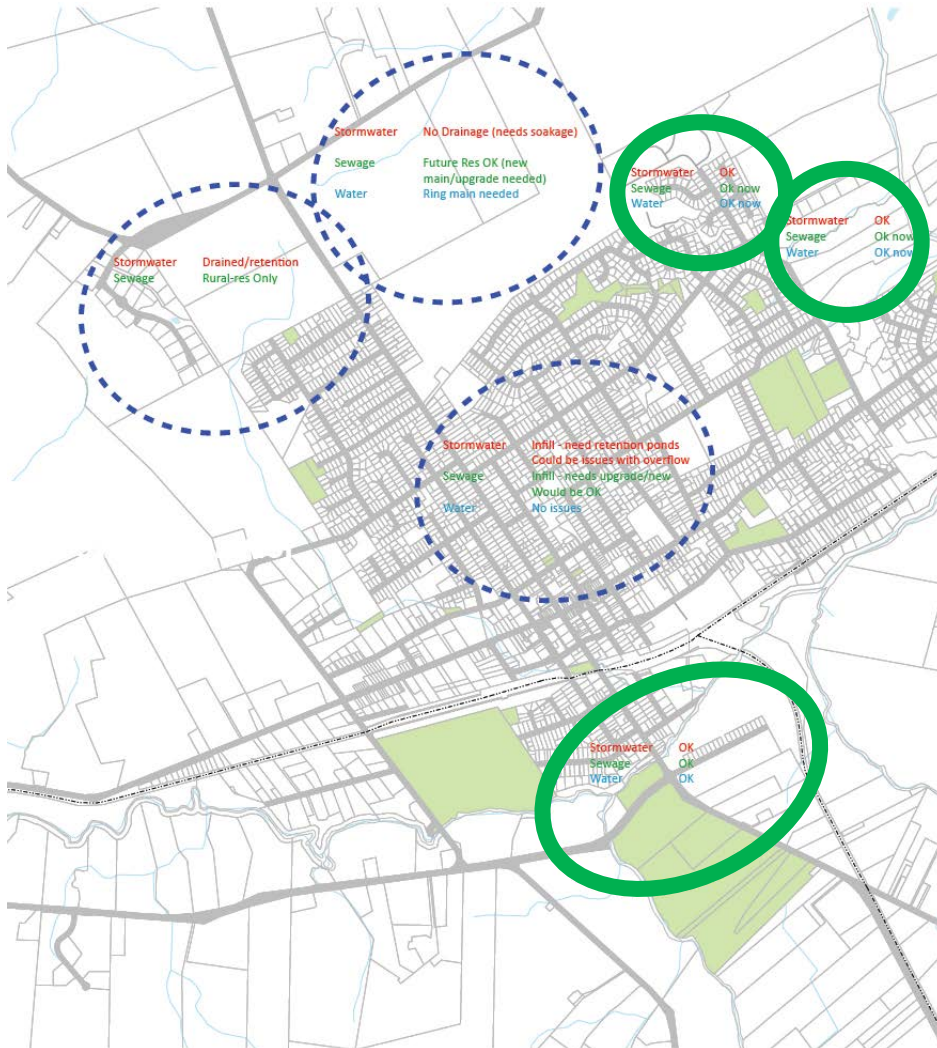 Stormwater No Drainage (needs soakage)
Sewage Future Res OK (new
main/upgrade needed)
Water Ring main needed
Stormwater OK
Sewage Ok now
Water OK now
Stormwater OK
Sewage Ok now
Water OK now
Stormwater Drained/retention
Sewage Rural-res Only
Stormwater Infill - need retention ponds
Could be issues with overflow
Sewage Infill - needs upgrade/new
Would be OK
Water No issues
Stormwater OK
Sewage OK
Water OK